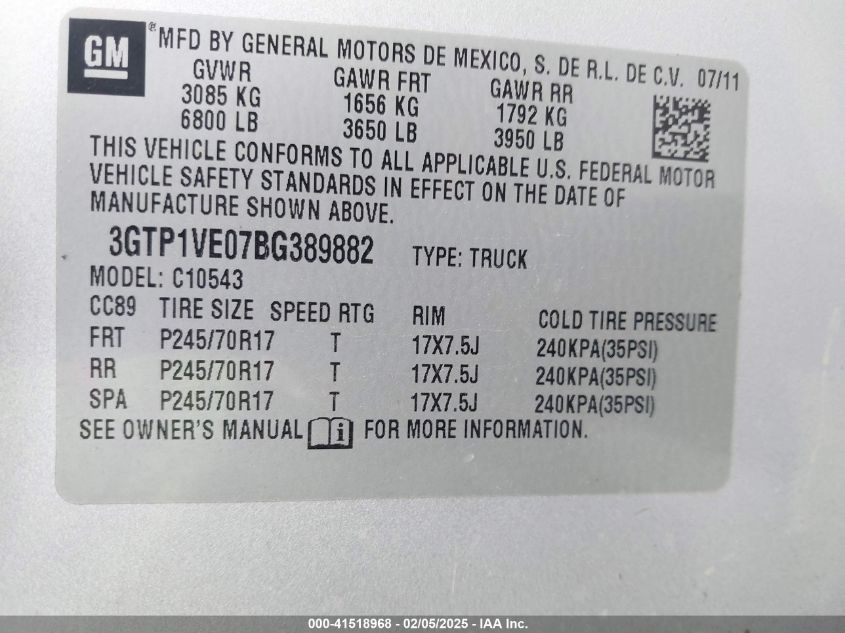 GM ® MFD BY GENERAL MOTORS DE MEXICO, S. DE R.L. DE C.V. 07/11
GVWR GAWR FRT GAWR RR
3085 KG 1656 KG 1792 KG
6800 LB 3650 LB 3950 LB
THIS VEHICLE CONFORMS TO ALL APPLICABLE U.S. FEDERAL MOTOR
VEHICLE SAFETY STANDARDS IN EFFECT ON THE DATE OF
MANUFACTURE SHOWN ABOVE.
3GTP1VE07BG389882 TYPE: TRUCK
MODEL: C10543
CC89 TIRE SIZE SPEED RTG RIM COLD TIRE PRESSURE
FRT P245/70R17 T 17X7.5J 240KPA(35PSI)
RR P245/70R17 T 17X7.5J 240KPA(35PSI)
SPA P245/70R17 T 17X7.5J 240KPA(35PSI)
SEE OWNER'S MANUAL i FOR MORE INFORMATION.
000-41518968 - 02/05/2025 - IAA Inc.